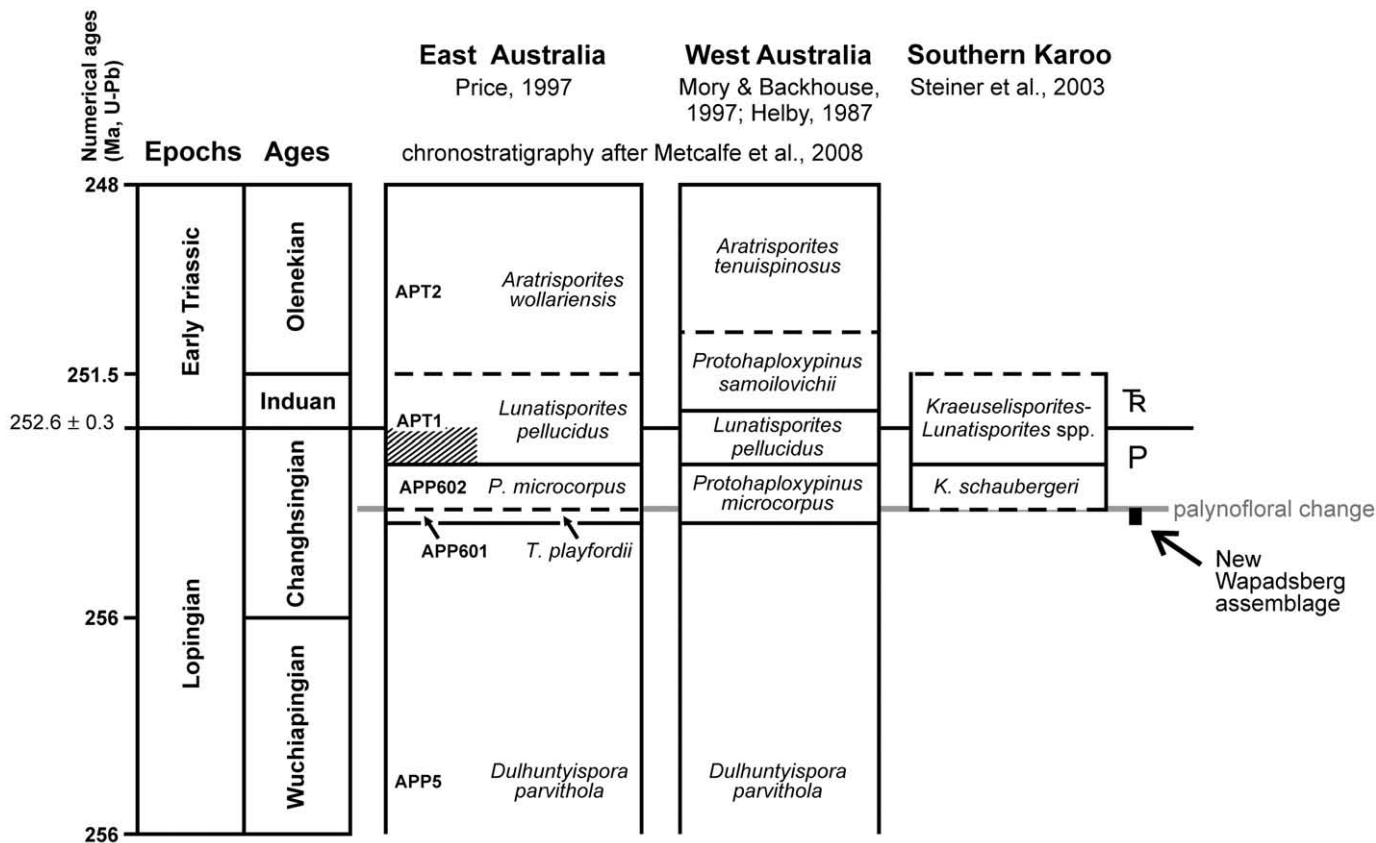 Numerical ages
(Ma, U-Pb)
Epochs
Ages
East Australia
Price, 1997
West Australia
Mory & Backhouse,
1997; Helby, 1987
Southern Karoo
Steiner et al., 2003
chronostratigraphy after Metcalfe et al., 2008
248
251.5
252.6 ± 0.3
256
256
Early Triassic
Lopingian
Olenekian
Induan
Changhsingian
Wuchiapingian
APT2
Aratrisporites
wollariensis
APT1
Lunatisporites
pellucidus
APP602
P. microcorpus
APP601
T. playfordii
APP5
Dulhuntyispora
parvithola
Aratrisporites
tenuispinosus
Protohaploxypinus
samoilovichii
Lunatisporites
pellucidus
Protohaploxypinus
microcorpus
Dulhuntyispora
parvithola
Kraeuselisporites-
Lunatisporites spp.
K. schaubergeri
TR
P
palynofloral change
New
Wapadsberg
assemblage